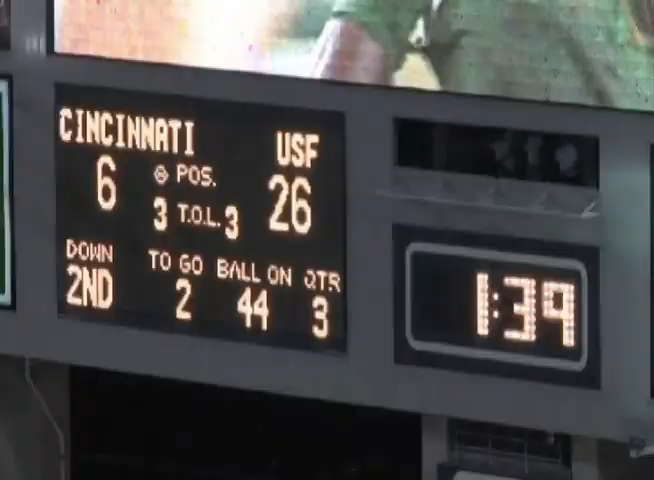 CINCINNATI USF
6 POS. 26
3 T.O.L. 3
DOWN TO GO BALL ON QTR
2ND 2 44 3
1:39